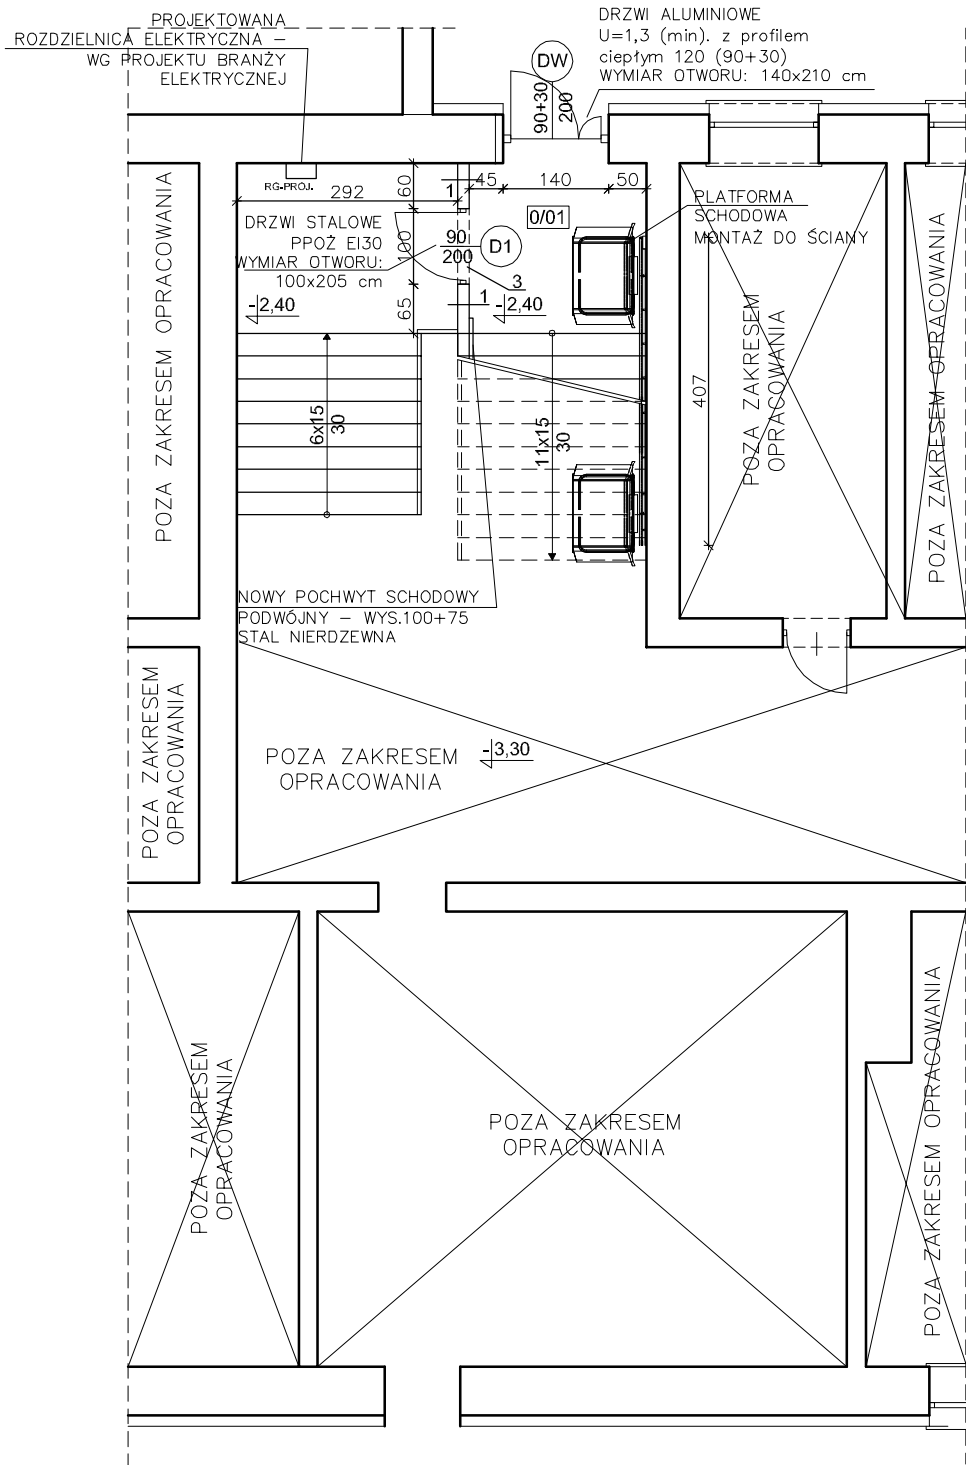 PROJEKTOWANA
ROZDZIELNICA ELEKTRYCZNA –
WG PROJEKTU BRANŻY
ELEKTRYCZNEJ
DRZWI ALUMINIOWE
U=1,3 (min). z profilem
ciepłym 120 (90+30)
WYMIAR OTWORU: 140x210 cm
DW
90+30
200
RG-PROJ.
292
60
1
45
140
50
0/01
PLATFORMA
SCHODOWA
MONTAŻ DO ŚCIANY
DRZWI STALOWE
PPOŻ EI30
WYMIAR OTWORU:
100x205 cm
100
90
200
D1
3
1
65
-2,40
-2,40
6x15
30
11x15
30
407
POZA ZAKRESEM OPRACOWANIA
POZA ZAKRESEM
OPRACOWANIA
POZA ZAKRESEM OPRACOWANIA
NOWY POCHWYT SCHODOWY
PODWÓJNY – WYS.100+75
STAL NIERDZEWNA
POZA ZAKRESEM
OPRACOWANIA
POZA ZAKRESEM
OPRACOWANIA
-3,30
POZA ZAKRESEM
OPRACOWANIA
POZA ZAKRESEM
OPRACOWANIA
POZA ZAKRESEM OPRACOWANIA